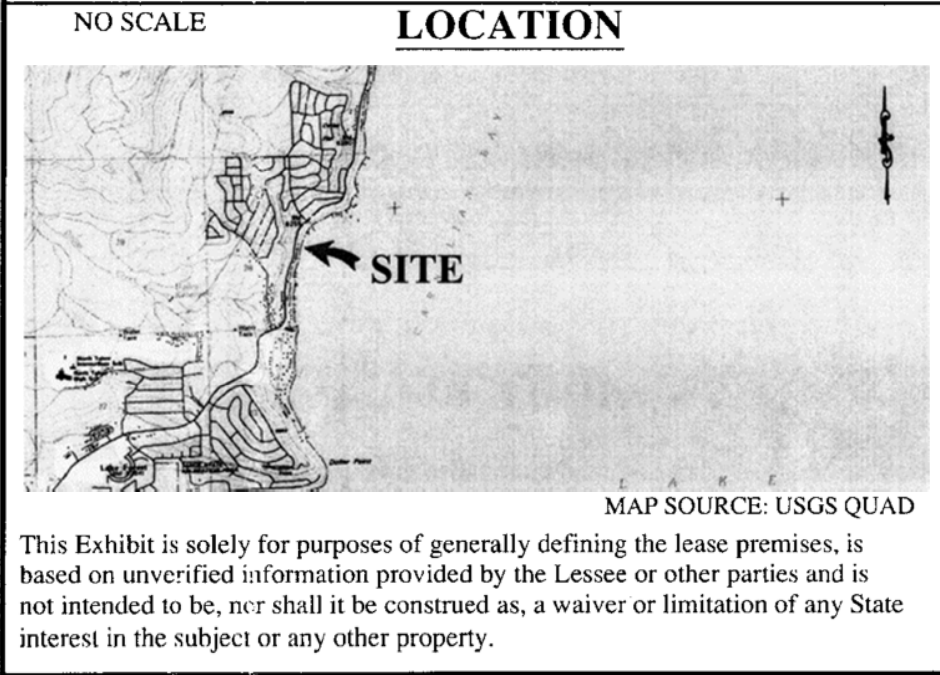 NO SCALE
LOCATION
SITE
Dollar Point
L A K E
MAP SOURCE: USGS QUAD
This Exhibit is solely for purposes of generally defining the lease premises, is
based on unverified information provided by the Lessee or other parties and is
not intended to be, nor shall it be construed as, a waiver or limitation of any State
interest in the subject or any other property.